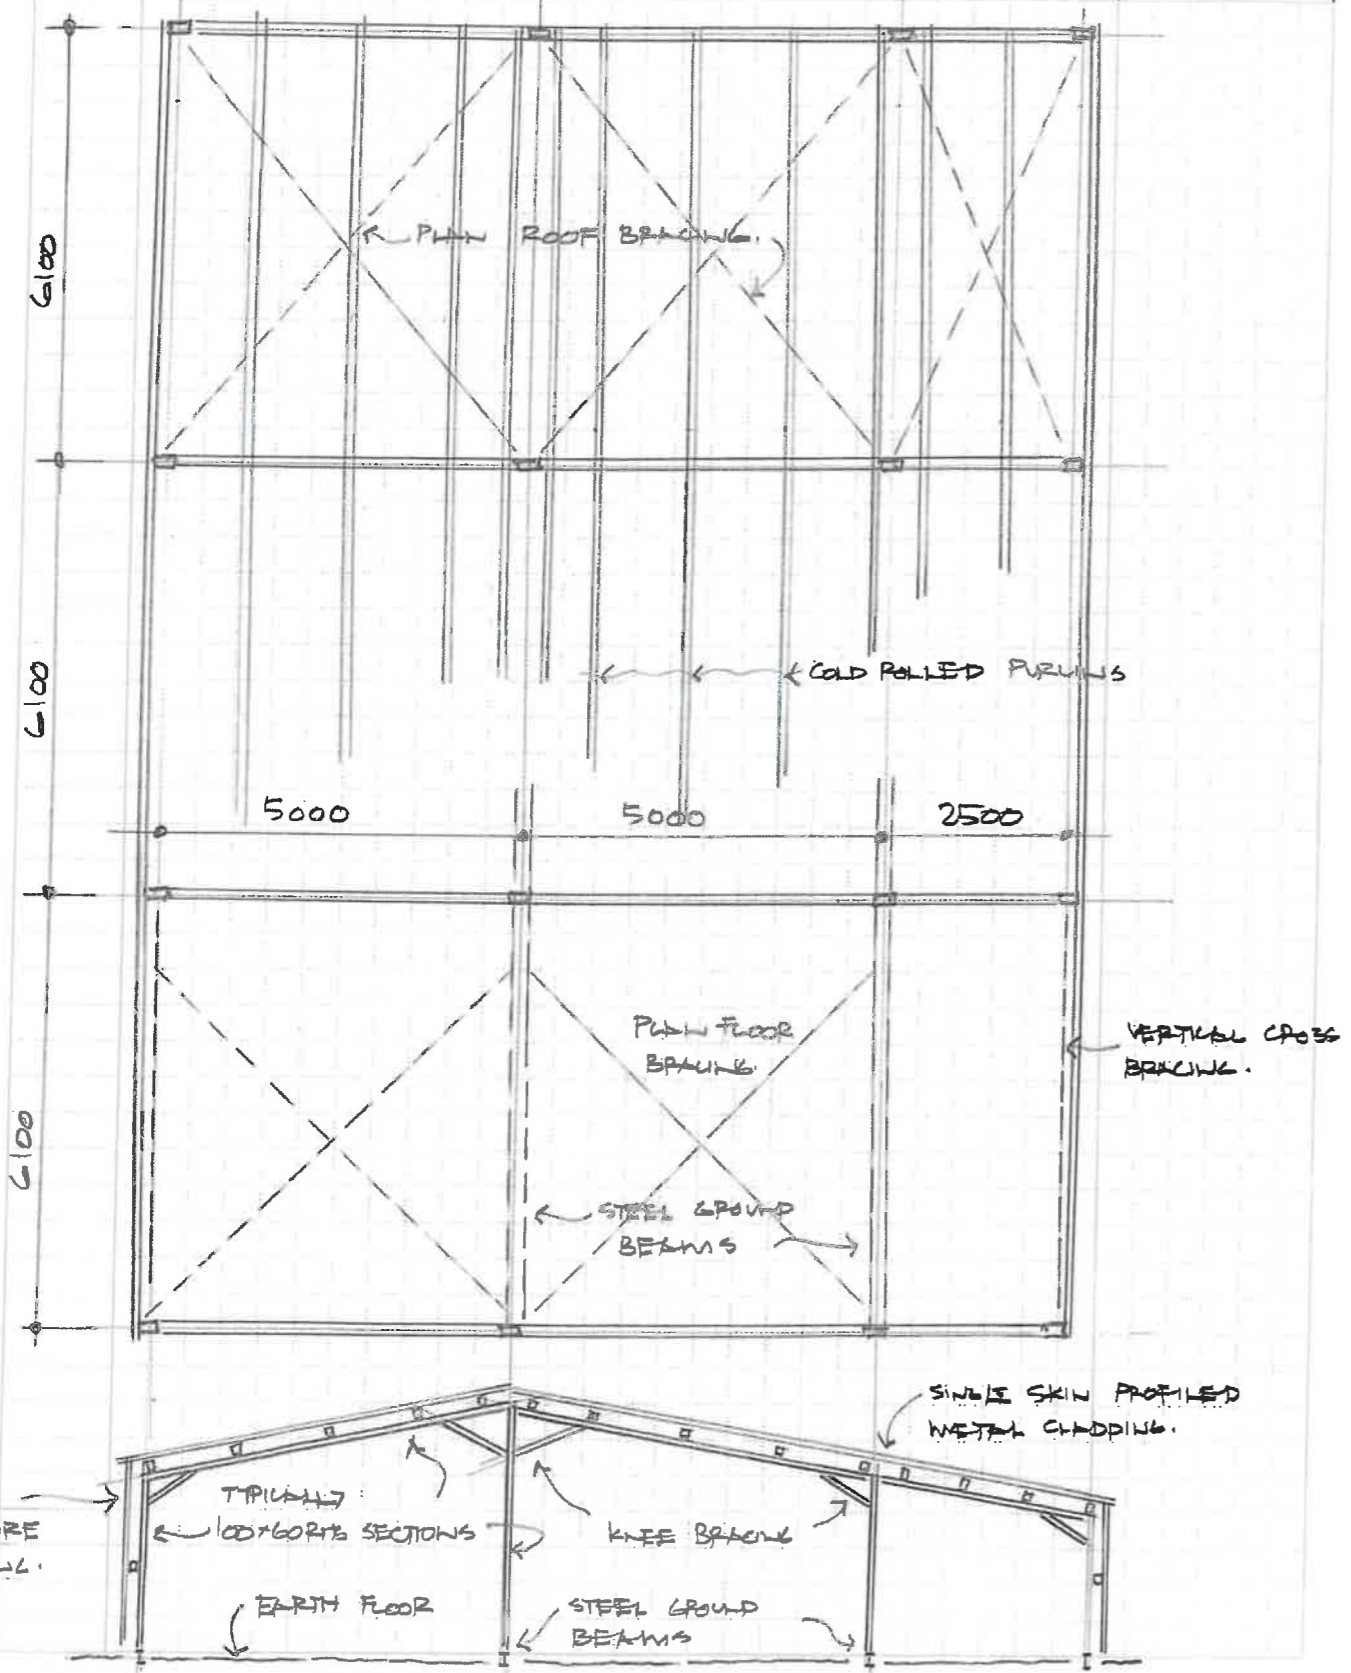 6100
PLAN ROOF BRACING.
6100
COLD ROLLED PURLINS
5000
5000
2500
PLAN FLOOR
BRACING.
VERTICAL CROSS
BRACING.
6100
STEEL GROUND
BEAMS
SINGLE SKIN PROFILED
METAL CLADDING.
TYPICALLY
100x60 RHS SECTIONS
KNEE BRACING
EARTH FLOOR
STEEL GROUND
BEAMS